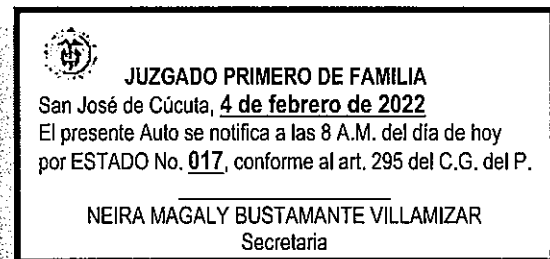 JUZGADO PRIMERO DE FAMILIA
San José de Cúcuta, 4 de febrero de 2022
El presente Auto se notifica a las 8 A.M. del día de hoy
por ESTADO No. 017, conforme al art. 295 del C.G. del P.
NEIRA MAGALY BUSTAMANTE VILLAMIZAR
Secretaria